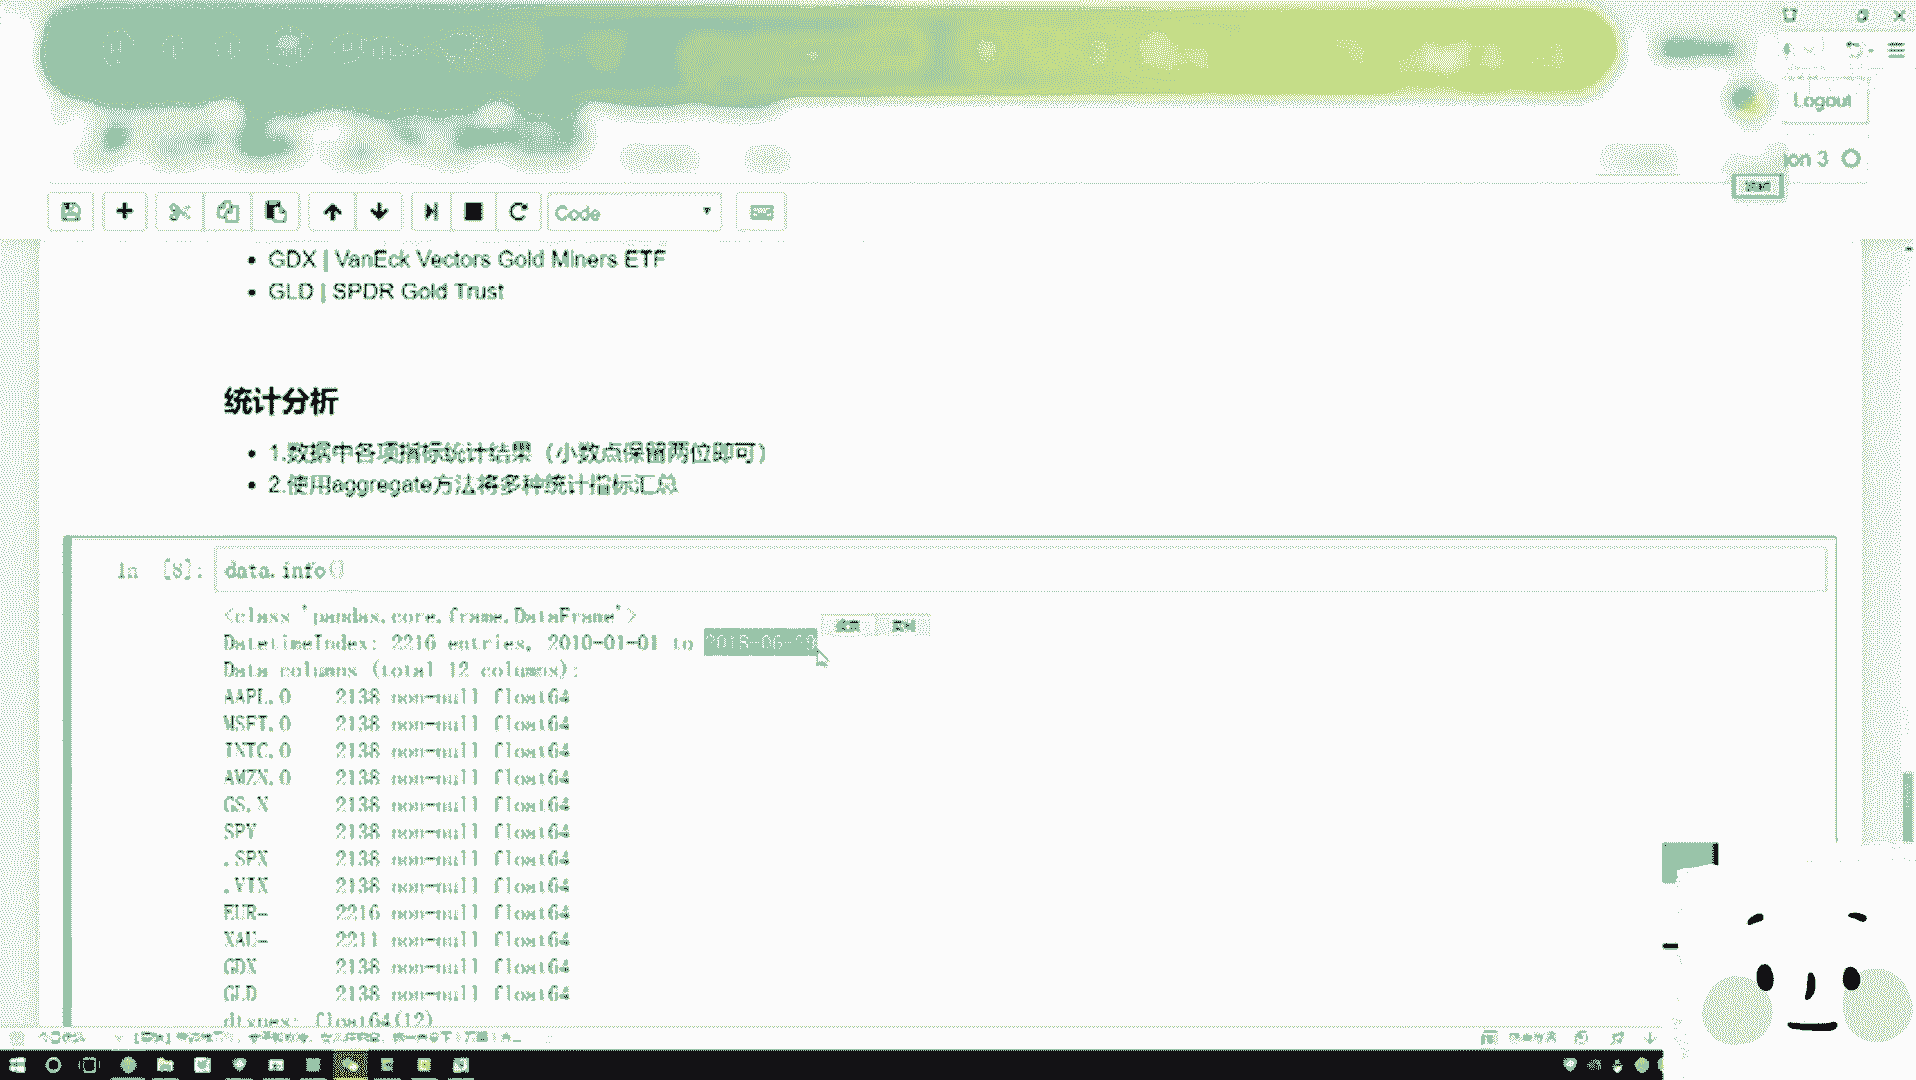 Logout
on 3
Code
GDX | VanEck Vectors Gold Miners ETF
GLD | SPDR Gold Trust
统计分析
1.数据中各项指标统计结果（小数点保留两位即可）
2.使用aggregate方法将多种统计指标汇总
In [8]: data.info()
<class 'pandas.core.frame.DataFrame'>
DatetimeIndex: 2216 entries, 2010-01-01 to 2018-06-29
Data columns (total 12 columns):
AAPL.O 2138 non-null float64
MSFT.O 2138 non-null float64
INTC.O 2138 non-null float64
AMZN.O 2138 non-null float64
GS.N 2138 non-null float64
SPY 2138 non-null float64
.SPX 2138 non-null float64
.VIX 2138 non-null float64
EUR= 2216 non-null float64
XAU= 2211 non-null float64
GDX 2138 non-null float64
GLD 2138 non-null float64
dtypes: float64(12)